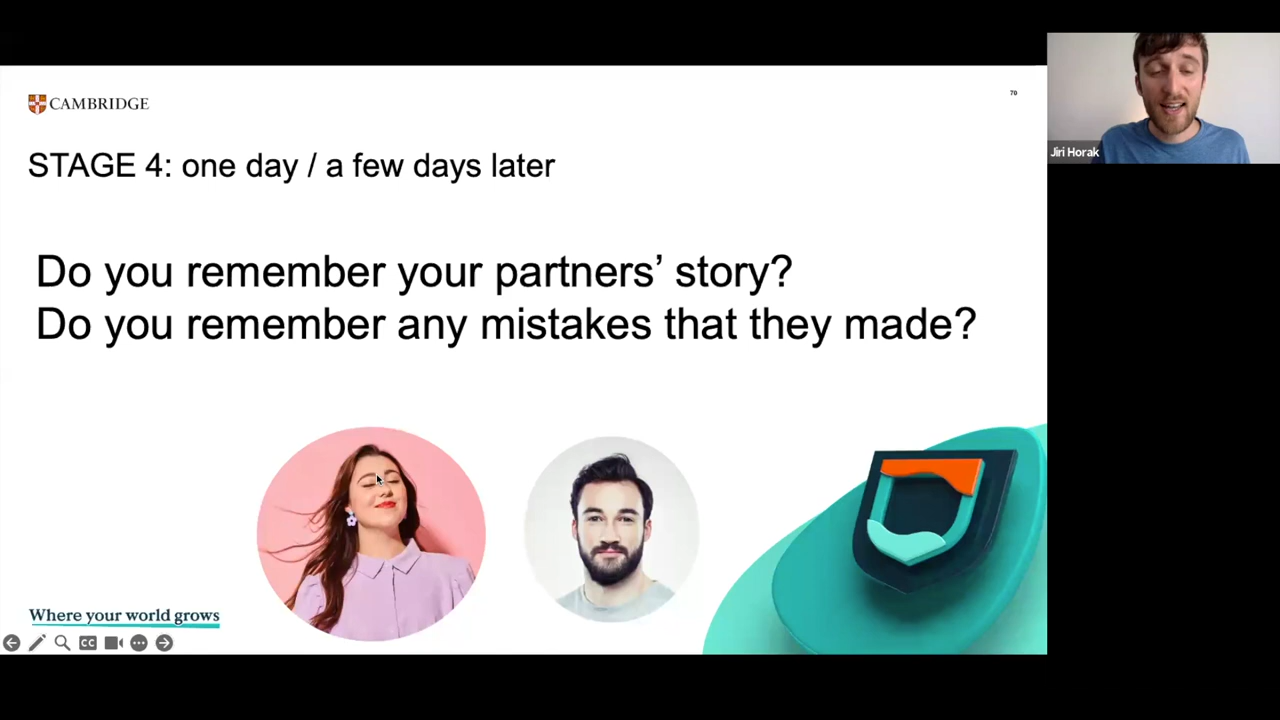 CAMBRIDGE
70
Jiri Horak
STAGE 4: one day / a few days later
Do you remember your partners’ story?
Do you remember any mistakes that they made?
Where your world grows
CC